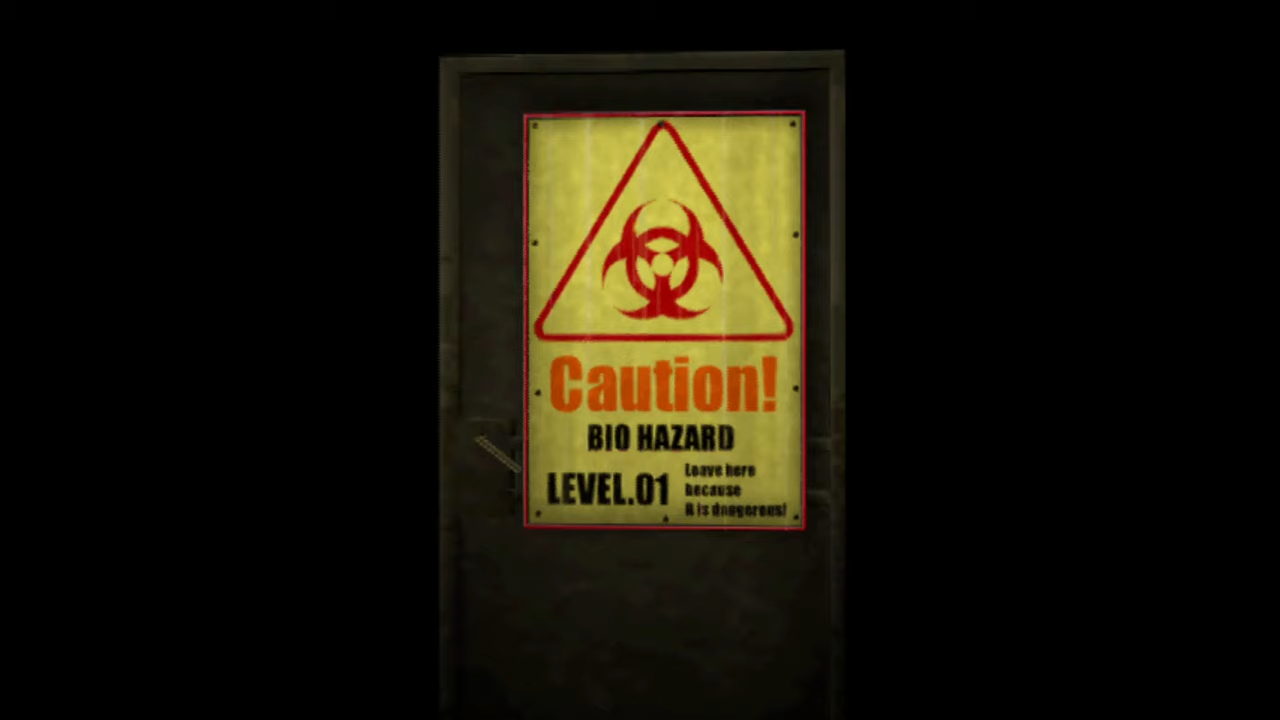 Caution!
BIO HAZARD
LEVEL.01
Leave here
because
it is dangerous!